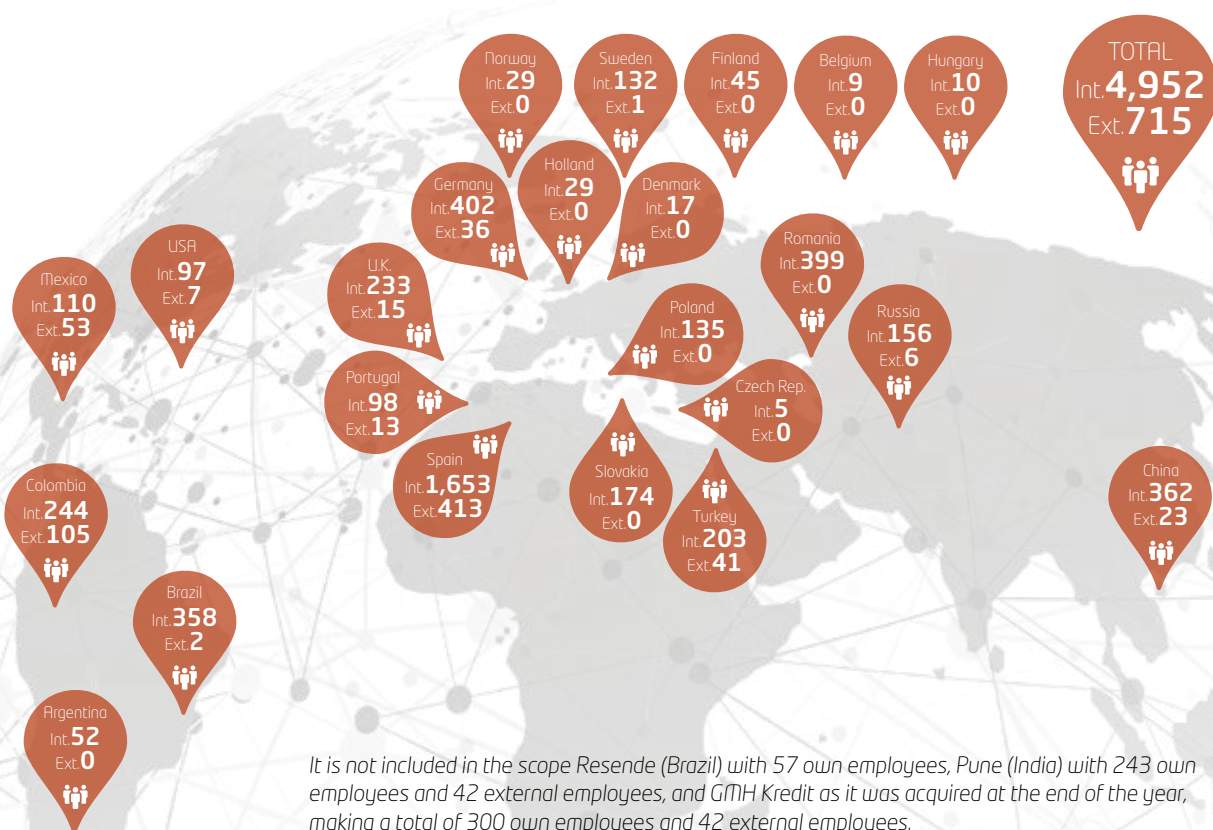 Norway
Int.29
Ext.0
Sweden
Int.132
Ext.1
Finland
Int.45
Ext.0
Belgium
Int.9
Ext.0
Hungary
Int.10
Ext.0
TOTAL
Int.4,952
Ext.715
Germany
Int.402
Ext.36
Holland
Int.29
Ext.0
Denmark
Int.17
Ext.0
Mexico
Int.110
Ext.53
USA
Int.97
Ext.7
U.K.
Int.233
Ext.15
Romania
Int.399
Ext.0
Poland
Int.135
Ext.0
Russia
Int.156
Ext.6
Portugal
Int.98
Ext.13
Czech Rep.
Int.5
Ext.0
Spain
Int.1,653
Ext.413
Slovakia
Int.174
Ext.0
Turkey
Int.203
Ext.41
China
Int.362
Ext.23
Colombia
Int.244
Ext.105
Brazil
Int.358
Ext.2
Argentina
Int.52
Ext.0
It is not included in the scope Resende (Brazil) with 57 own employees, Pune (India) with 243 own
employees and 42 external employees, and GMH Kredit as it was acquired at the end of the year,
making a total of 300 own employees and 42 external employees.